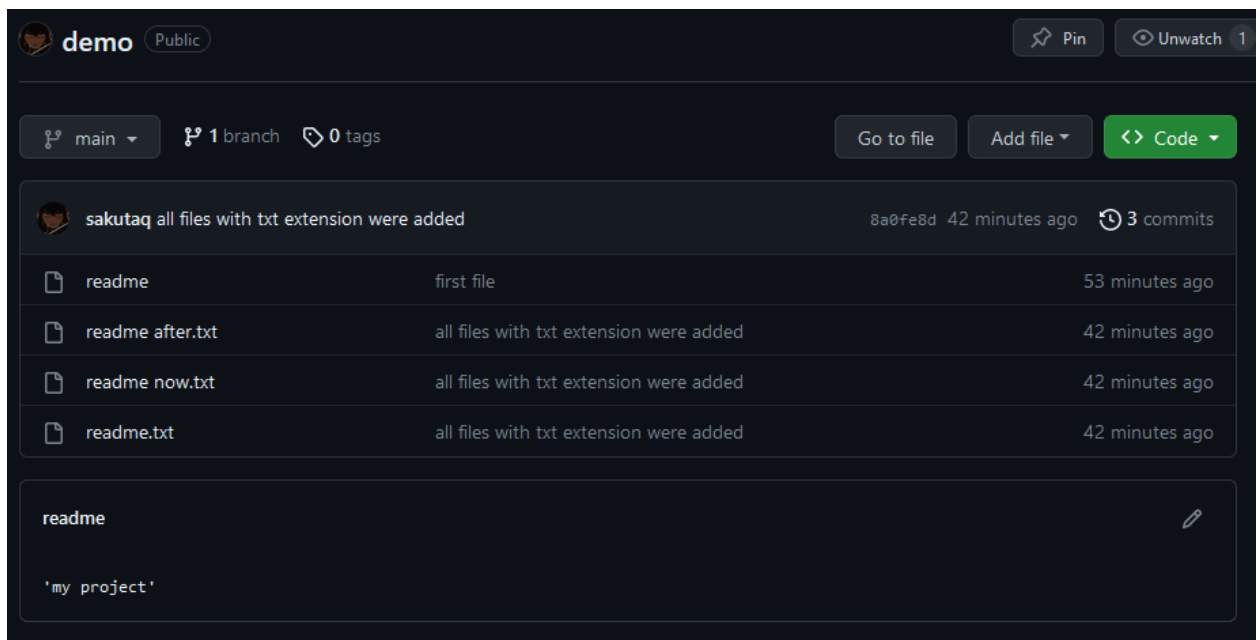 demo Public Pin Unwatch 1
main 1 branch 0 tags Go to file Add file Code
sakutaq all files with txt extension were added 8a0fe8d 42 minutes ago 3 commits
readme first file 53 minutes ago
readme after.txt all files with txt extension were added 42 minutes ago
readme now.txt all files with txt extension were added 42 minutes ago
readme.txt all files with txt extension were added 42 minutes ago
readme
'my project'